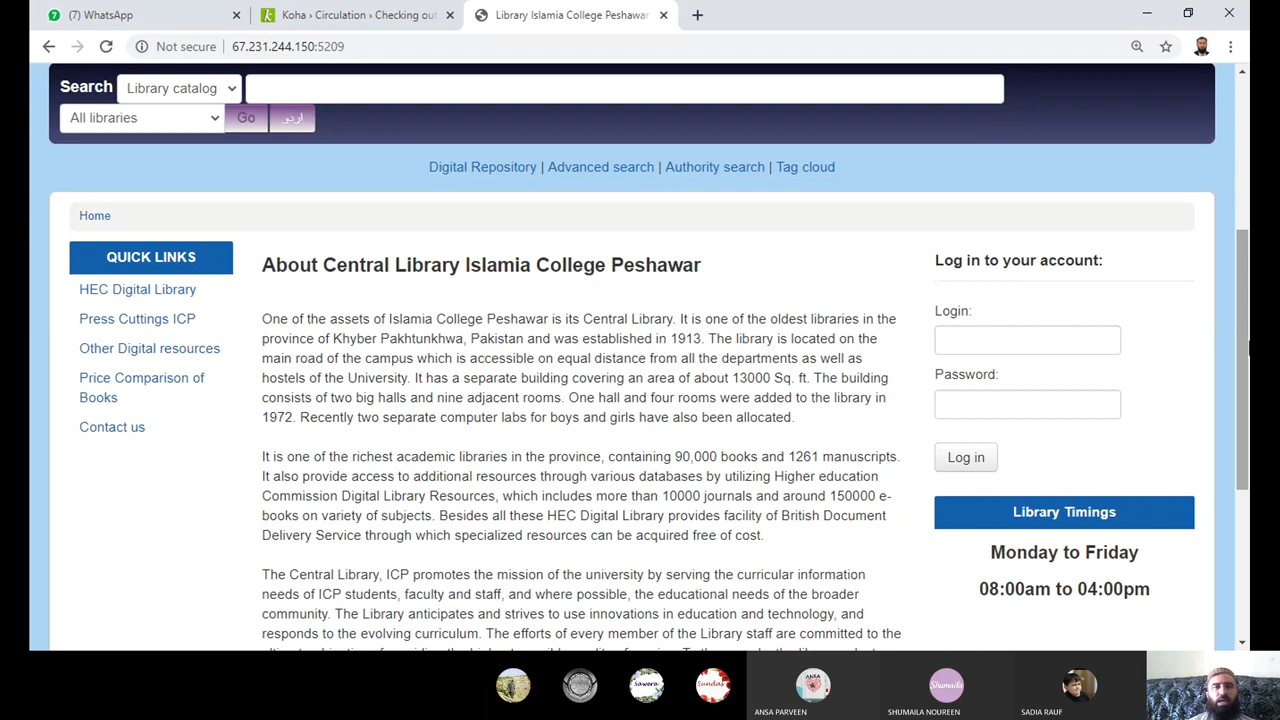 (7) WhatsApp
Koha › Circulation › Checking out
Library Islamia College Peshawar
Not secure
67.231.244.150:5209
Search
Library catalog
All libraries
Go
اردو
Digital Repository | Advanced search | Authority search | Tag cloud
Home
QUICK LINKS
HEC Digital Library
Press Cuttings ICP
Other Digital resources
Price Comparison of
Books
Contact us
About Central Library Islamia College Peshawar
One of the assets of Islamia College Peshawar is its Central Library. It is one of the oldest libraries in the
province of Khyber Pakhtunkhwa, Pakistan and was established in 1913. The library is located on the
main road of the campus which is accessible on equal distance from all the departments as well as
hostels of the University. It has a separate building covering an area of about 13000 Sq. ft. The building
consists of two big halls and nine adjacent rooms. One hall and four rooms were added to the library in
1972. Recently two separate computer labs for boys and girls have also been allocated.
It is one of the richest academic libraries in the province, containing 90,000 books and 1261 manuscripts.
It also provide access to additional resources through various databases by utilizing Higher education
Commission Digital Library Resources, which includes more than 10000 journals and around 150000 e-
books on variety of subjects. Besides all these HEC Digital Library provides facility of British Document
Delivery Service through which specialized resources can be acquired free of cost.
The Central Library, ICP promotes the mission of the university by serving the curricular information
needs of ICP students, faculty and staff, and where possible, the educational needs of the broader
community. The Library anticipates and strives to use innovations in education and technology, and
responds to the evolving curriculum. The efforts of every member of the Library staff are committed to the
Log in to your account:
Login:
Password:
Log in
Library Timings
Monday to Friday
08:00am to 04:00pm
Sawera
Sundas
ANSA
Shumaila
ANSA PARVEEN
SHUMAILA NOUREEN
SADIA RAUF